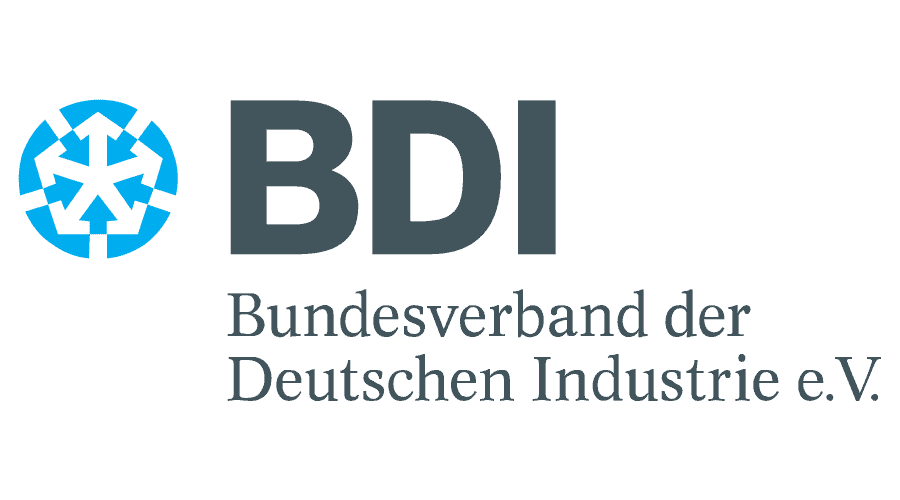 BDI
Bundesverband der
Deutschen Industrie e.V.